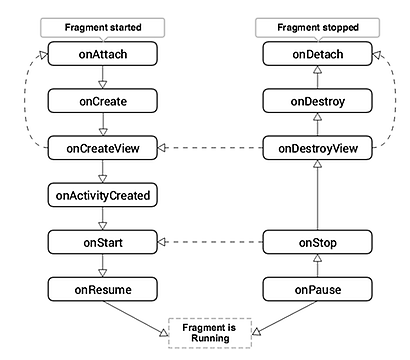 Fragment started
Fragment stopped
onAttach
onDetach
onCreate
onDestroy
onCreateView
onDestroyView
onActivityCreated
onStart
onStop
onResume
onPause
Fragment is
Running